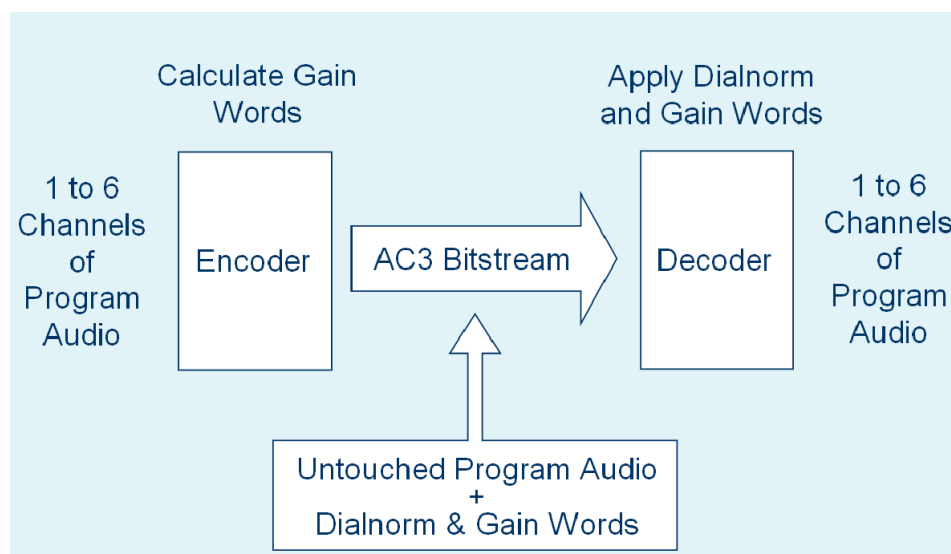 Calculate Gain
Words
Apply Dialnorm
and Gain Words
1 to 6
Channels
of
Program
Audio
Encoder
AC3 Bitstream
Decoder
1 to 6
Channels
of
Program
Audio
Untouched Program Audio
+
Dialnorm & Gain Words